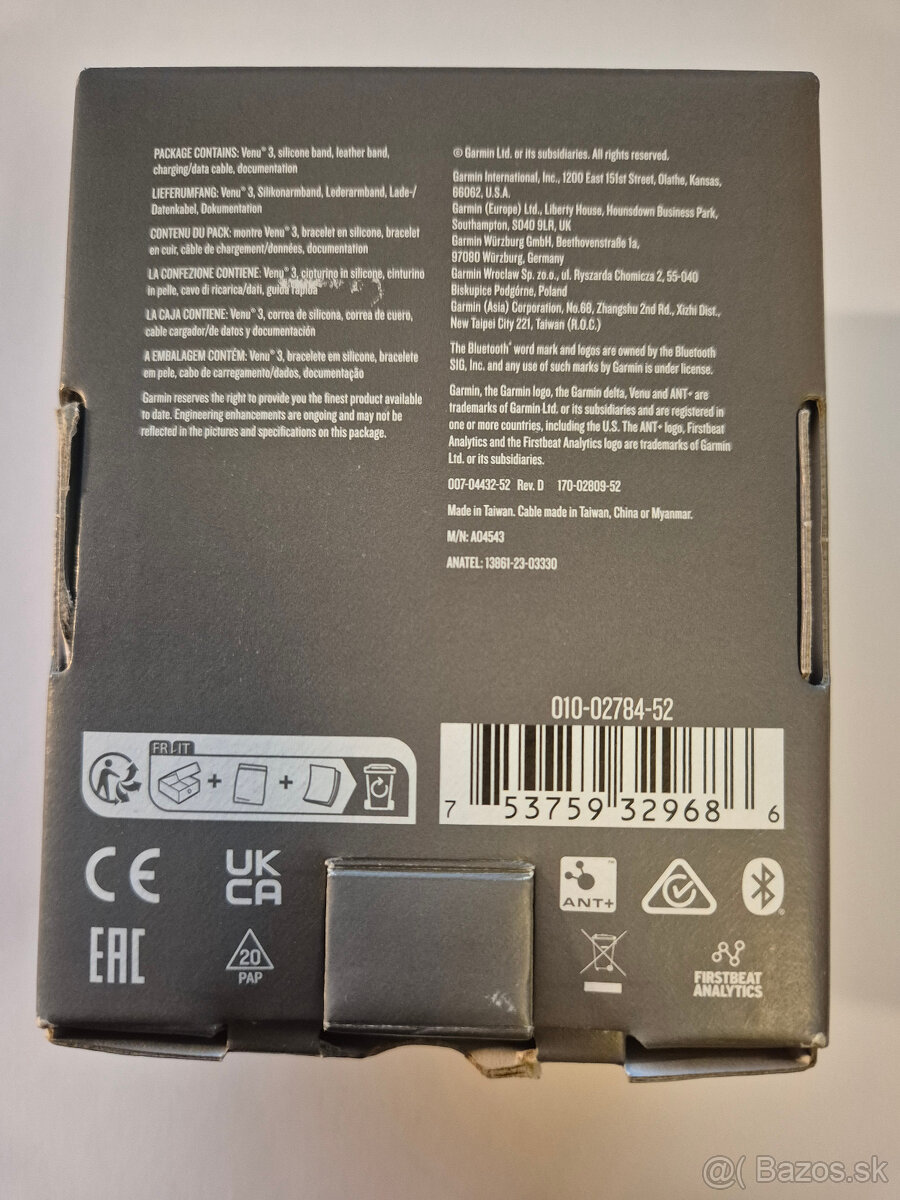 PACKAGE CONTAINS: Venu® 3, silicone band, leather band,
charging/data cable, documentation
LIEFERUMFANG: Venu® 3, Silikonarmband, Lederarmband, Lade-/
Datenkabel, Dokumentation
CONTENU DU PACK: montre Venu® 3, bracelet en silicone, bracelet
en cuir, câble de chargement/données, documentation
LA CONFEZIONE CONTIENE: Venu® 3, cinturino in silicone, cinturino
in pelle, cavo di ricarica/dati, guida rapida
LA CAJA CONTIENE: Venu® 3, correa de silicona, correa de cuero,
cable cargador/de datos y documentación
A EMBALAGEM CONTÉM: Venu® 3, bracelete em silicone, bracelete
em pele, cabo de carregamento/dados, documentação
Garmin reserves the right to provide you the finest product available
to date. Engineering enhancements are ongoing and may not be
reflected in the pictures and specifications on this package.
© Garmin Ltd. or its subsidiaries. All rights reserved.
Garmin International, Inc., 1200 East 151st Street, Olathe, Kansas,
66062, U.S.A.
Garmin (Europe) Ltd., Liberty House, Hounsdown Business Park,
Southampton, SO40 9LR, UK
Garmin Würzburg GmbH, Beethovenstraße 1a,
97080 Würzburg, Germany
Garmin Wroclaw Sp. zo.o., ul. Ryszarda Chomicza 2, 55-040
Biskupice Podgórne, Poland
Garmin (Asia) Corporation, No.68, Zhangshu 2nd Rd., Xizhi Dist.,
New Taipei City 221, Taiwan (R.O.C.)
The Bluetooth® word mark and logos are owned by the Bluetooth
SIG, Inc. and any use of such marks by Garmin is under license.
Garmin, the Garmin logo, the Garmin delta, Venu and ANT+ are
trademarks of Garmin Ltd. or its subsidiaries and are registered in
one or more countries, including the U.S. The ANT+ logo, Firstbeat
Analytics and the Firstbeat Analytics logo are trademarks of Garmin
Ltd. or its subsidiaries.
007-04432-52 Rev. D 170-02809-52
Made in Taiwan. Cable made in Taiwan, China or Myanmar.
M/N: A04543
ANATEL: 13861-23-03330
010-02784-52
7 53759 32968 6
FR IT
+ +
CE
UK
CA
ANT+™
EAC
20
PAP
FIRSTBEAT
ANALYTICS
@( Bazos.sk